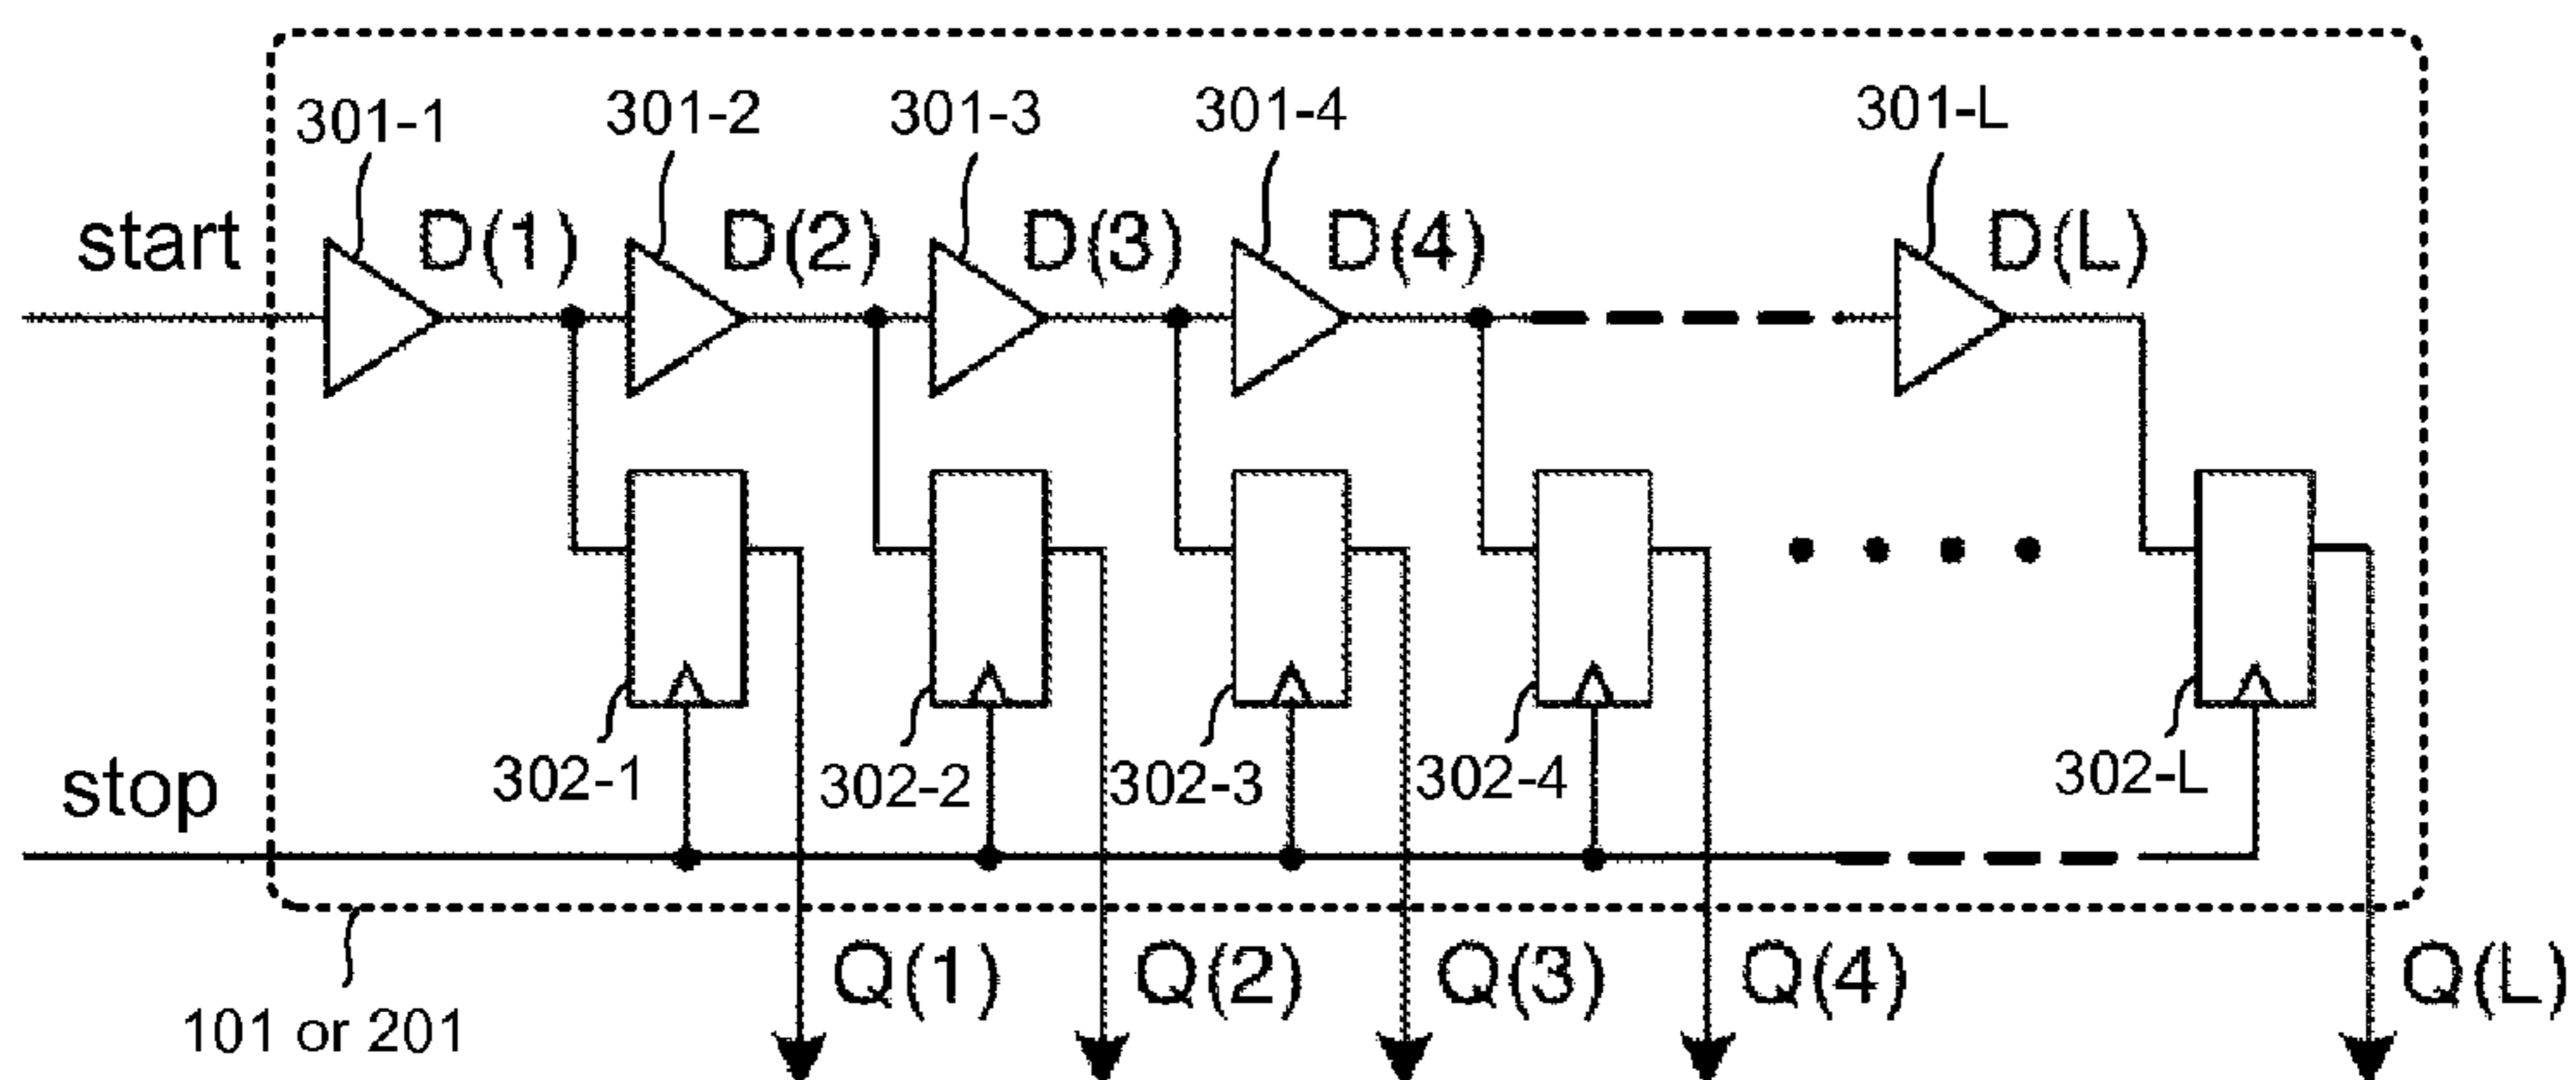 301-1 301-2 301-3 301-4 301-L
start D(1) D(2) D(3) D(4) D(L)
stop 302-1 302-2 302-3 302-4 302-L
Q(1) Q(2) Q(3) Q(4) Q(L)
101 or 201